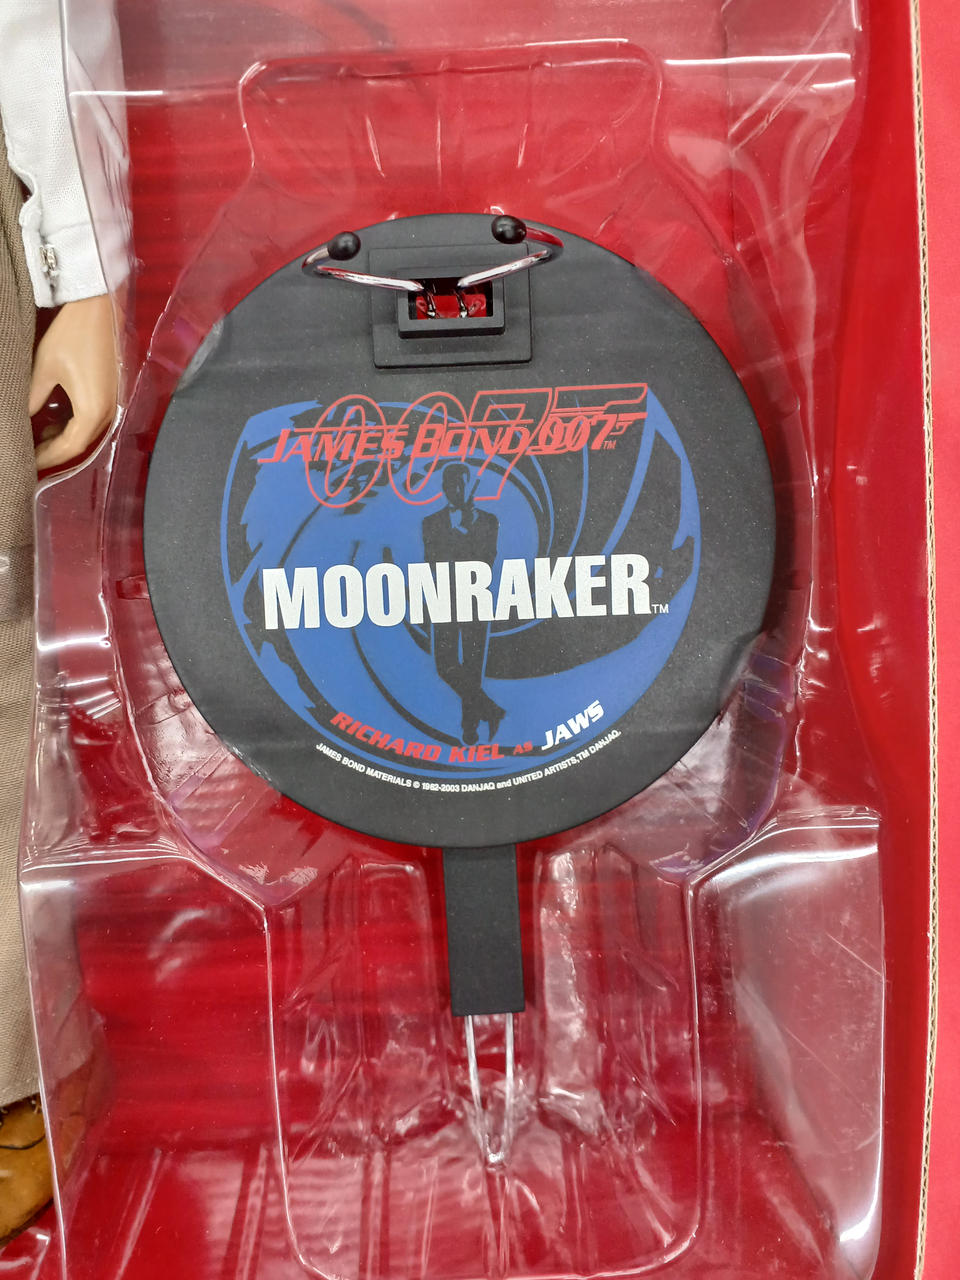 007
JAMES BOND 007™
MOONRAKER™
RICHARD KIEL AS JAWS
JAMES BOND MATERIALS © 1962-2003 DANJAQ and UNITED ARTISTS,TM DANJAQ.